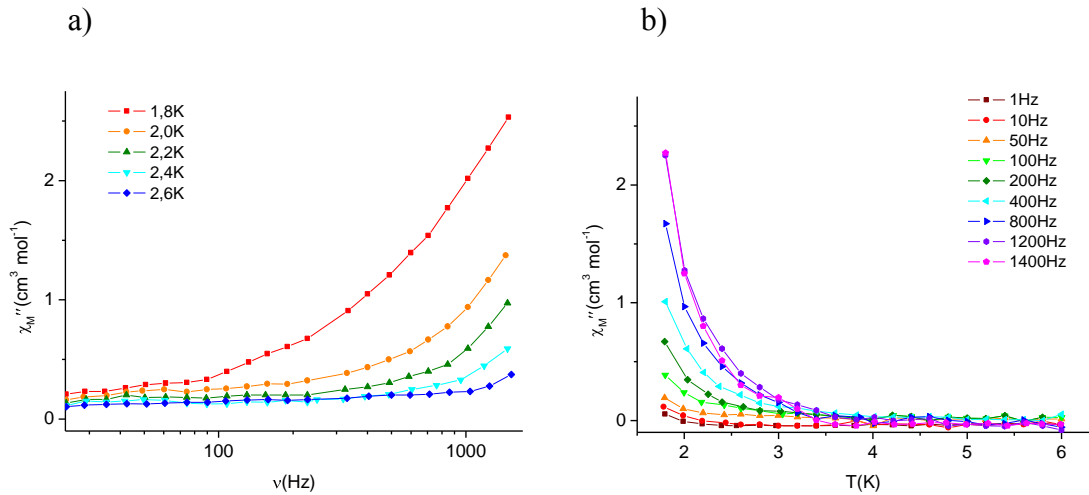 a)
1,8K
2,0K
2,2K
2,4K
2,6K
2
1
0
χM''(cm³ mol⁻¹)
100
1000
ν(Hz)
b)
1Hz
10Hz
50Hz
100Hz
200Hz
400Hz
800Hz
1200Hz
1400Hz
2
1
0
χM''(cm³ mol⁻¹)
2
3
4
5
6
T(K)